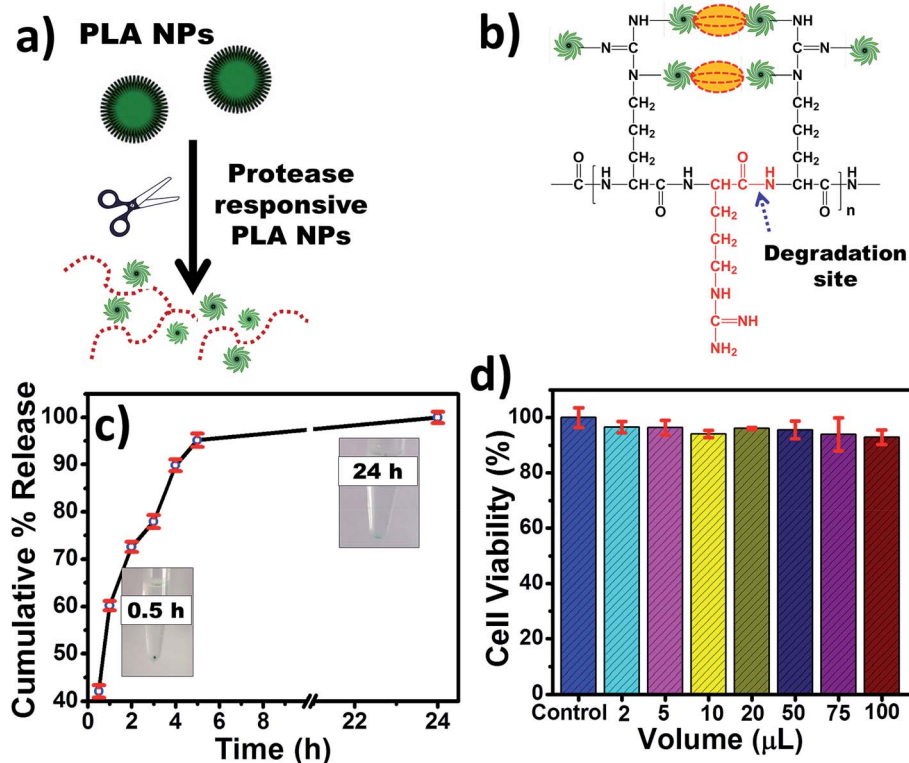 a)
PLA NPs
Protease
responsive
PLA NPs
b)
NH
NH
N=C
C=N
N
N
CH₂
CH₂
CH₂
CH₂
CH₂
CH₂
O
H
H
H
H
C
N
CH
C
N
CH
C
N
CH
C
N
O
O
O
n
CH₂
CH₂
CH₂
NH
C=NH
NH₂
Degradation
site
c)
Cumulative % Release
100
90
80
70
60
50
40
0.5 h
24 h
0 2 4 6 8 22 24
Time (h)
d)
Cell Viability (%)
100
80
60
40
20
0
Control 2 5 10 20 50 75 100
Volume (µL)